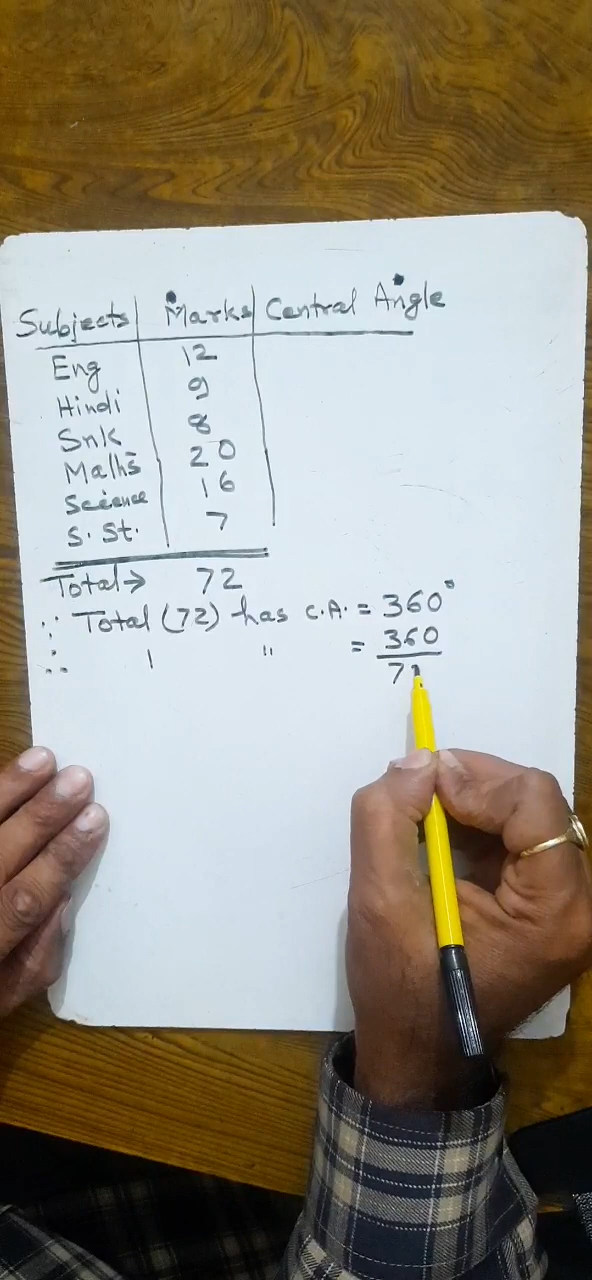 Subjects Marks Central Angle
Eng 12
Hindi 9
Snk 8
Maths 20
Science 16
S. St. 7
Total → 72
∵ Total (72) has C.A. = 360°
∴ 1 " = 360
7